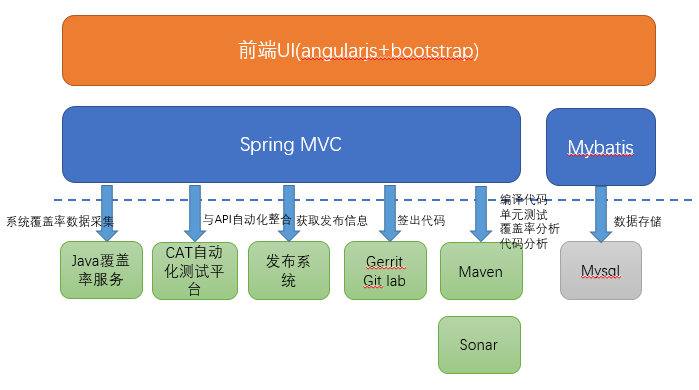 前端UI(angularjs+bootstrap)
Spring MVC
Mybatis
系统覆盖率数据采集
与API自动化整合
获取发布信息
签出代码
编译代码
单元测试
覆盖率分析
代码分析
数据存储
Java覆盖
率服务
CAT自动
化测试平
台
发布系
统
Gerrit
Git lab
Maven
Mysql
Sonar